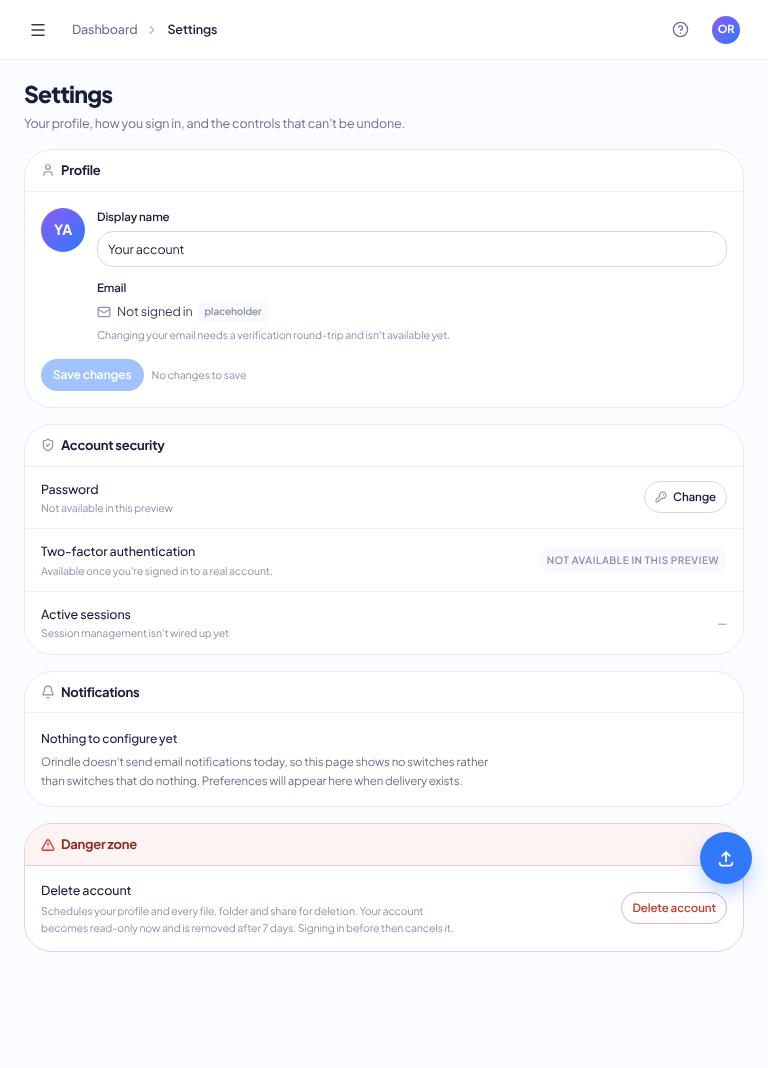 Dashboard > Settings
OR
Settings
Your profile, how you sign in, and the controls that can't be undone.
Profile
YA
Display name
Your account
Email
Not signed in placeholder
Changing your email needs a verification round-trip and isn't available yet.
Save changes No changes to save
Account security
Password
Not available in this preview
Change
Two-factor authentication
Available once you're signed in to a real account.
NOT AVAILABLE IN THIS PREVIEW
Active sessions
Session management isn't wired up yet
—
Notifications
Nothing to configure yet
Orindle doesn't send email notifications today, so this page shows no switches rather
than switches that do nothing. Preferences will appear here when delivery exists.
Danger zone
Delete account
Schedules your profile and every file, folder and share for deletion. Your account
becomes read-only now and is removed after 7 days. Signing in before then cancels it.
Delete account